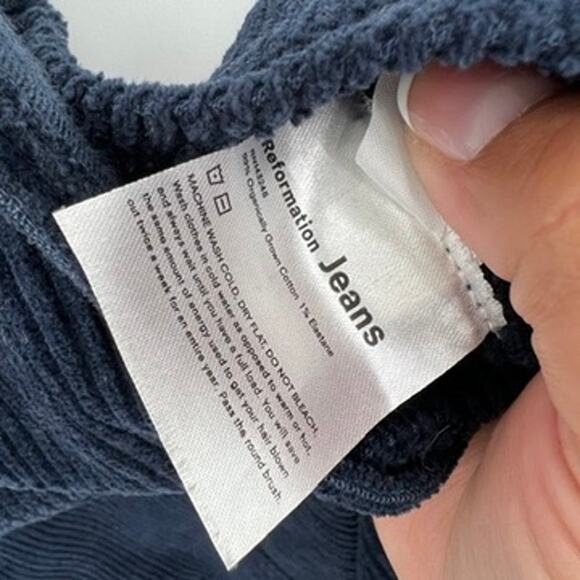 Reformation Jeans
99% Organically Grown Cotton 1% Elastane
MACHINE WASH COLD, DRY FLAT, DO NOT BLEACH.
Wash clothes in cold water as opposed to warm or hot,
and always wait until you have a full load. You will save
the same amount of energy used to get your hair blown
out twice a week for an entire year. Pass the round brush.